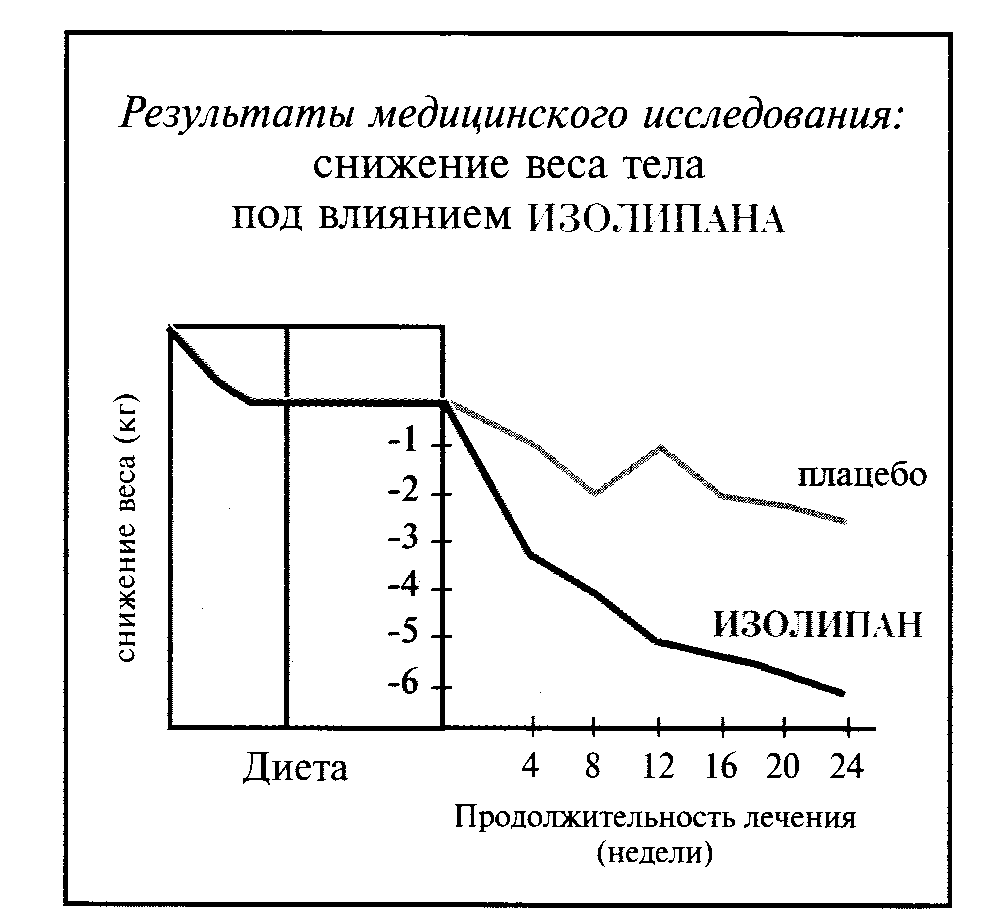 Результаты медицинского исследования:
снижение веса тела
под влиянием ИЗОЛИПАНА
снижение веса (кг)
-1
-2
-3
-4
-5
-6
плацебо
ИЗОЛИПАН
Диета
4 8 12 16 20 24
Продолжительность лечения
(недели)